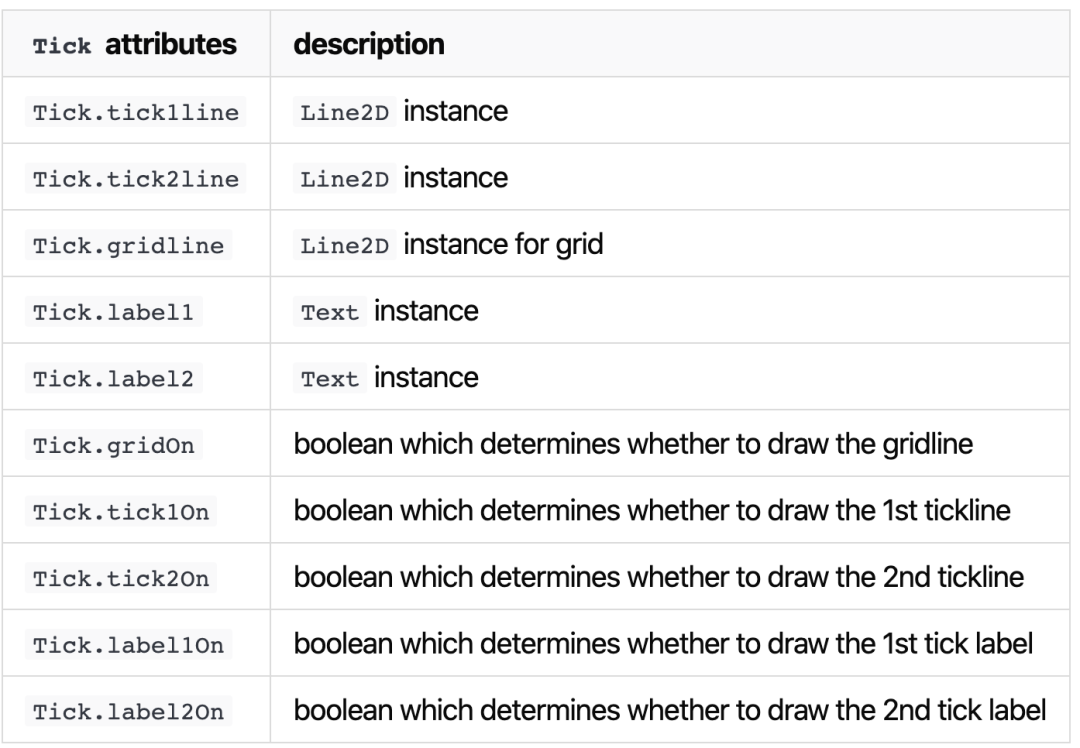 Tick attributes description
Tick.tick1line Line2D instance
Tick.tick2line Line2D instance
Tick.gridline Line2D instance for grid
Tick.label1 Text instance
Tick.label2 Text instance
Tick.gridOn boolean which determines whether to draw the gridline
Tick.tick1On boolean which determines whether to draw the 1st tickline
Tick.tick2On boolean which determines whether to draw the 2nd tickline
Tick.label1On boolean which determines whether to draw the 1st tick label
Tick.label2On boolean which determines whether to draw the 2nd tick label